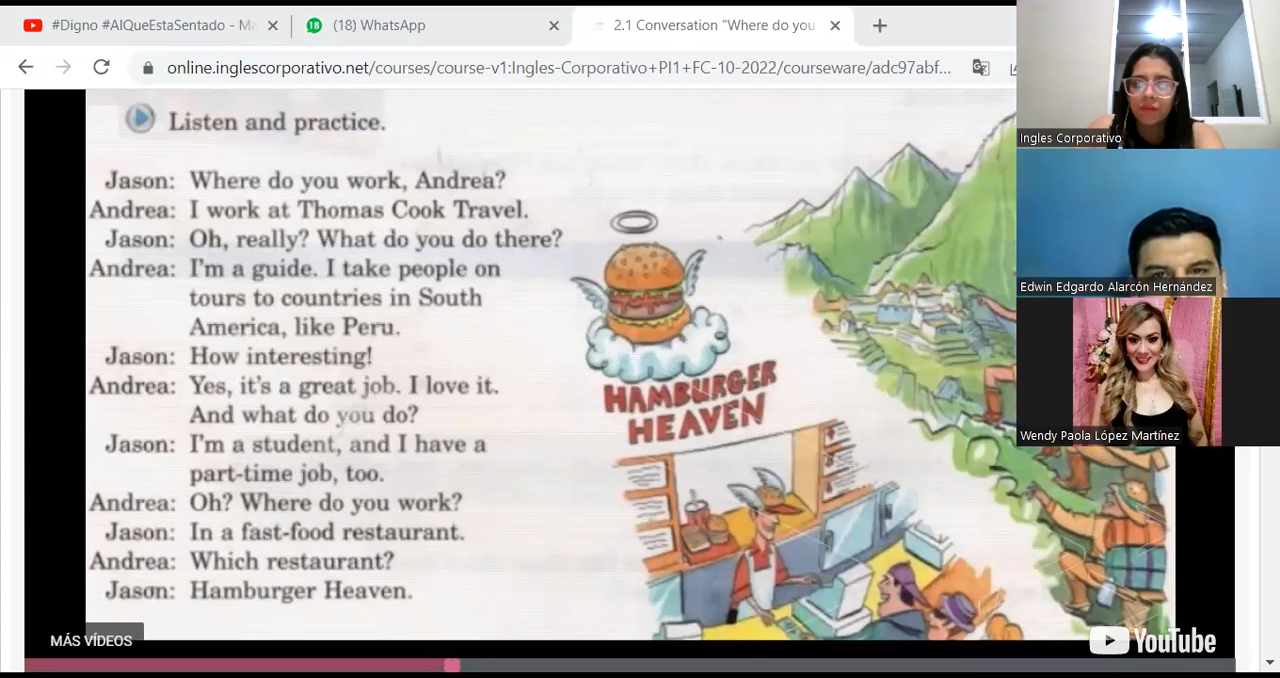 #Digno #AlQueEstaSentado - M
(18) WhatsApp
2.1 Conversation "Where do you
online.inglescorporativo.net/courses/course-v1:Ingles-Corporativo+PI1+FC-10-2022/courseware/adc97abf...
Listen and practice.
Jason: Where do you work, Andrea?
Andrea: I work at Thomas Cook Travel.
Jason: Oh, really? What do you do there?
Andrea: I'm a guide. I take people on
tours to countries in South
America, like Peru.
Jason: How interesting!
Andrea: Yes, it's a great job. I love it.
And what do you do?
Jason: I'm a student, and I have a
part-time job, too.
Andrea: Oh? Where do you work?
Jason: In a fast-food restaurant.
Andrea: Which restaurant?
Jason: Hamburger Heaven.
HAMBURGER
HEAVEN
MÁS VÍDEOS
YouTube
Ingles Corporativo
Edwin Edgardo Alarcón Hernández
Wendy Paola López Martínez